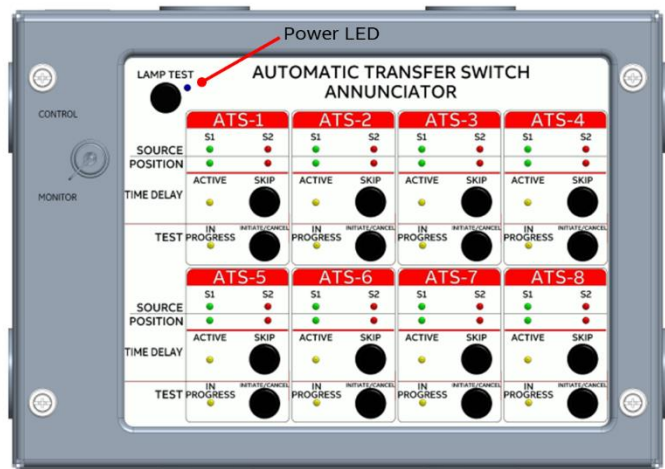 Power LED
LAMP TEST
AUTOMATIC TRANSFER SWITCH
ANNUNCIATOR
CONTROL
MONITOR
ATS-1 ATS-2 ATS-3 ATS-4
S1 S2 S1 S2 S1 S2 S1 S2
SOURCE
POSITION
ACTIVE SKIP ACTIVE SKIP ACTIVE SKIP ACTIVE SKIP
TIME DELAY
IN INITIATE/CANCEL IN INITIATE/CANCEL IN INITIATE/CANCEL IN INITIATE/CANCEL
TEST PROGRESS PROGRESS PROGRESS PROGRESS
ATS-5 ATS-6 ATS-7 ATS-8
S1 S2 S1 S2 S1 S2 S1 S2
SOURCE
POSITION
ACTIVE SKIP ACTIVE SKIP ACTIVE SKIP ACTIVE SKIP
TIME DELAY
IN INITIATE/CANCEL IN INITIATE/CANCEL IN INITIATE/CANCEL IN INITIATE/CANCEL
TEST PROGRESS PROGRESS PROGRESS PROGRESS